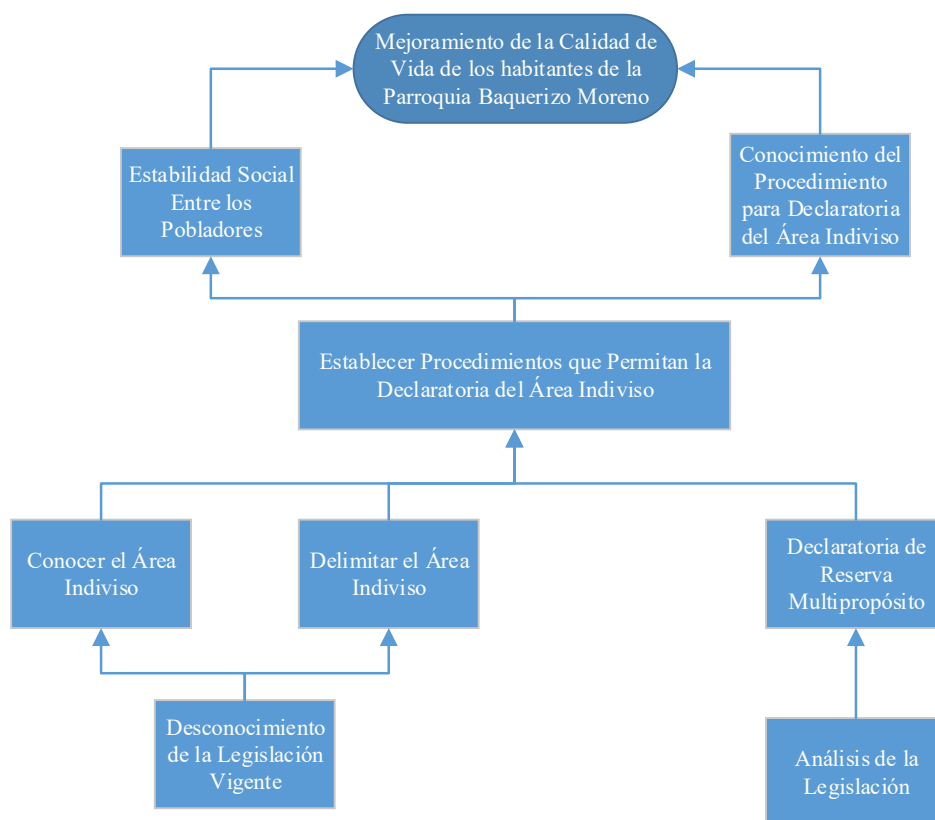 Mejoramiento de la Calidad de
Vida de los habitantes de la
Parroquia Baquerizo Moreno
Estabilidad Social
Entre los
Pobladores
Conocimiento del
Procedimiento
para Declaratoria
del Área Indiviso
Establecer Procedimientos que Permitan la
Declaratoria del Área Indiviso
Conocer el Área
Indiviso
Delimitar el Área
Indiviso
Declaratoria de
Reserva
Multipropósito
Desconocimiento
de la Legislación
Vigente
Análisis de la
Legislación